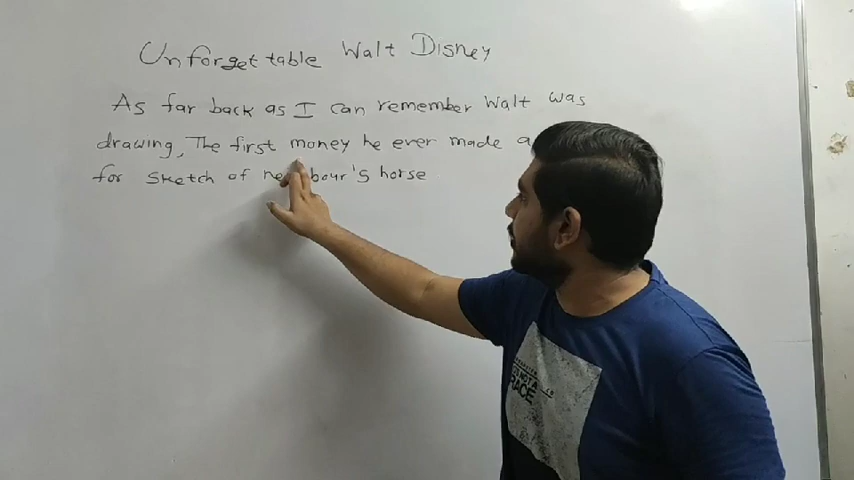 Unforgettable Walt Disney
As far back as I can remember Walt was
drawing, The first money he ever made
for sketch of horse
RACE